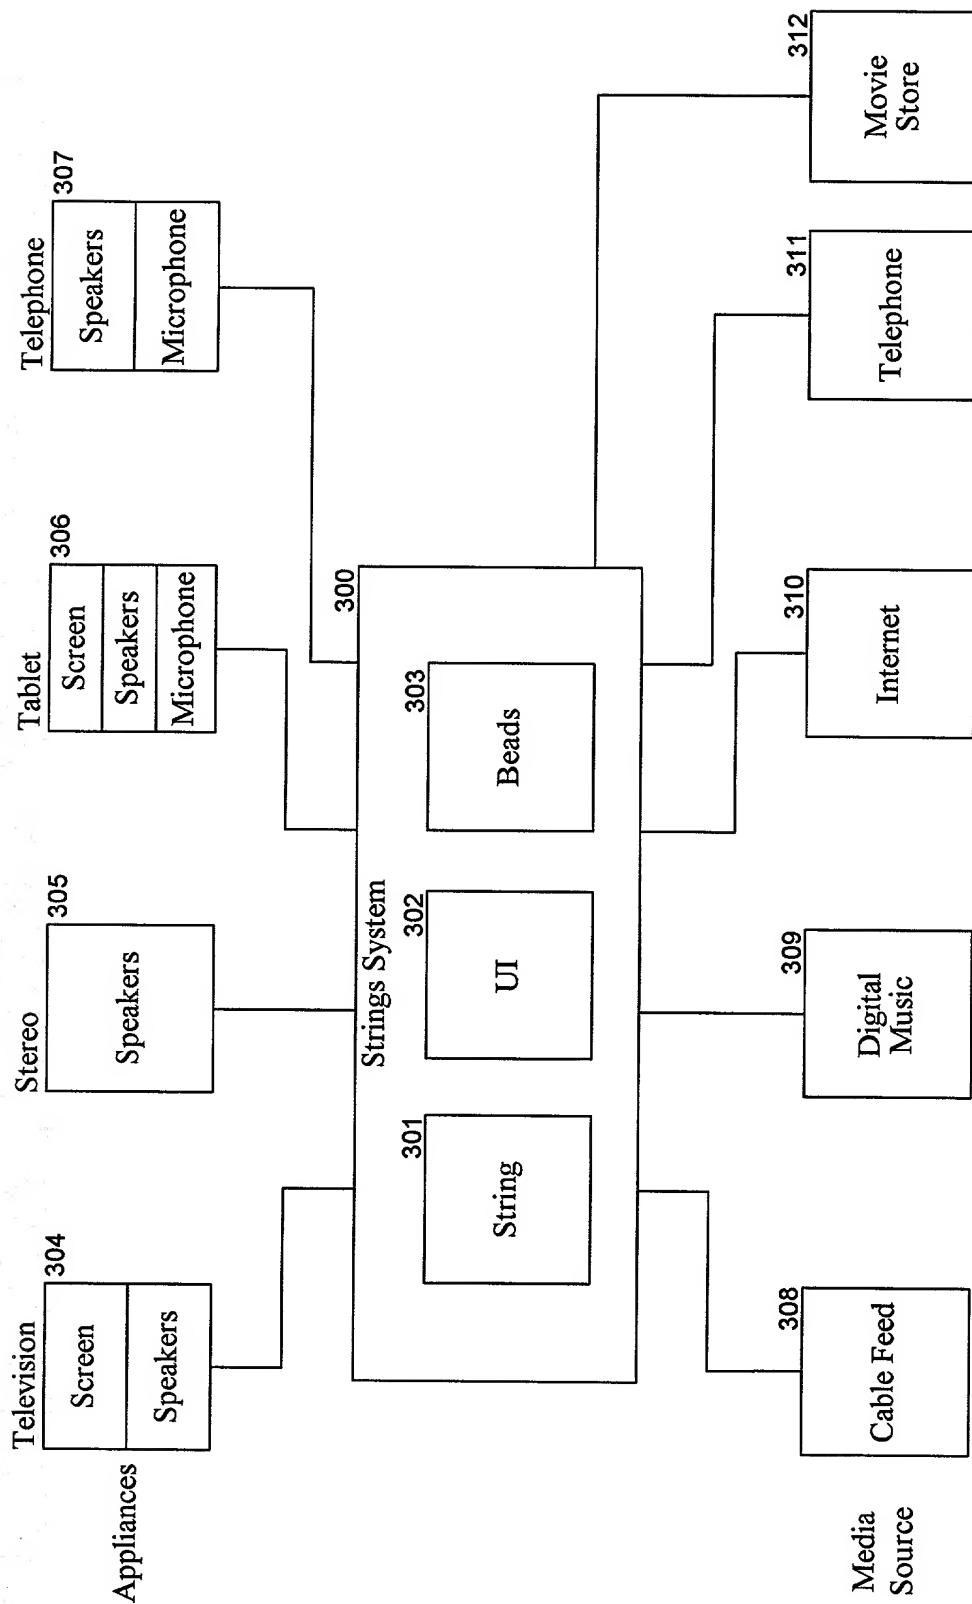 Television
Stereo
Tablet
Telephone
304
305
306
307
Appliances
Screen
Speakers
Speakers
Screen
Speakers
Microphone
Speakers
Microphone
300
Strings System
301
302
303
String
UI
Beads
308
309
310
311
312
Media
Source
Cable Feed
Digital
Music
Internet
Telephone
Movie
Store